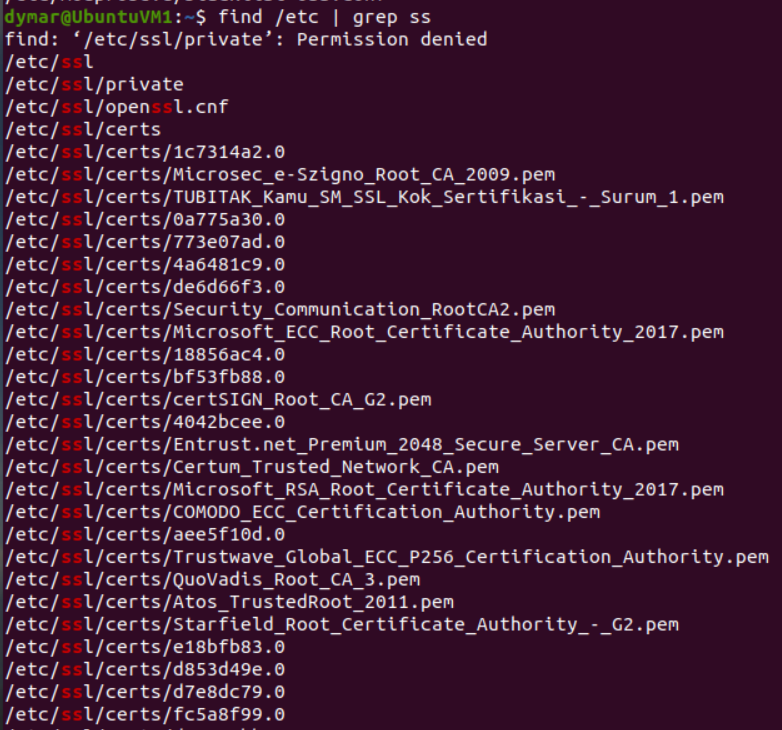 dymar@UbuntuVM1:~$ find /etc | grep ss
find: ‘/etc/ssl/private’: Permission denied
/etc/ssl
/etc/ssl/private
/etc/ssl/openssl.cnf
/etc/ssl/certs
/etc/ssl/certs/1c7314a2.0
/etc/ssl/certs/Microsec_e-Szigno_Root_CA_2009.pem
/etc/ssl/certs/TUBITAK_Kamu_SM_SSL_Kok_Sertifikasi_-_Surum_1.pem
/etc/ssl/certs/0a775a30.0
/etc/ssl/certs/773e07ad.0
/etc/ssl/certs/4a6481c9.0
/etc/ssl/certs/de6d66f3.0
/etc/ssl/certs/Security_Communication_RootCA2.pem
/etc/ssl/certs/Microsoft_ECC_Root_Certificate_Authority_2017.pem
/etc/ssl/certs/18856ac4.0
/etc/ssl/certs/bf53fb88.0
/etc/ssl/certs/certSIGN_Root_CA_G2.pem
/etc/ssl/certs/4042bcee.0
/etc/ssl/certs/Entrust.net_Premium_2048_Secure_Server_CA.pem
/etc/ssl/certs/Certum_Trusted_Network_CA.pem
/etc/ssl/certs/Microsoft_RSA_Root_Certificate_Authority_2017.pem
/etc/ssl/certs/COMODO_ECC_Certification_Authority.pem
/etc/ssl/certs/aee5f10d.0
/etc/ssl/certs/Trustwave_Global_ECC_P256_Certification_Authority.pem
/etc/ssl/certs/QuoVadis_Root_CA_3.pem
/etc/ssl/certs/Atos_TrustedRoot_2011.pem
/etc/ssl/certs/Starfield_Root_Certificate_Authority_-_G2.pem
/etc/ssl/certs/e18bfb83.0
/etc/ssl/certs/d853d49e.0
/etc/ssl/certs/d7e8dc79.0
/etc/ssl/certs/fc5a8f99.0